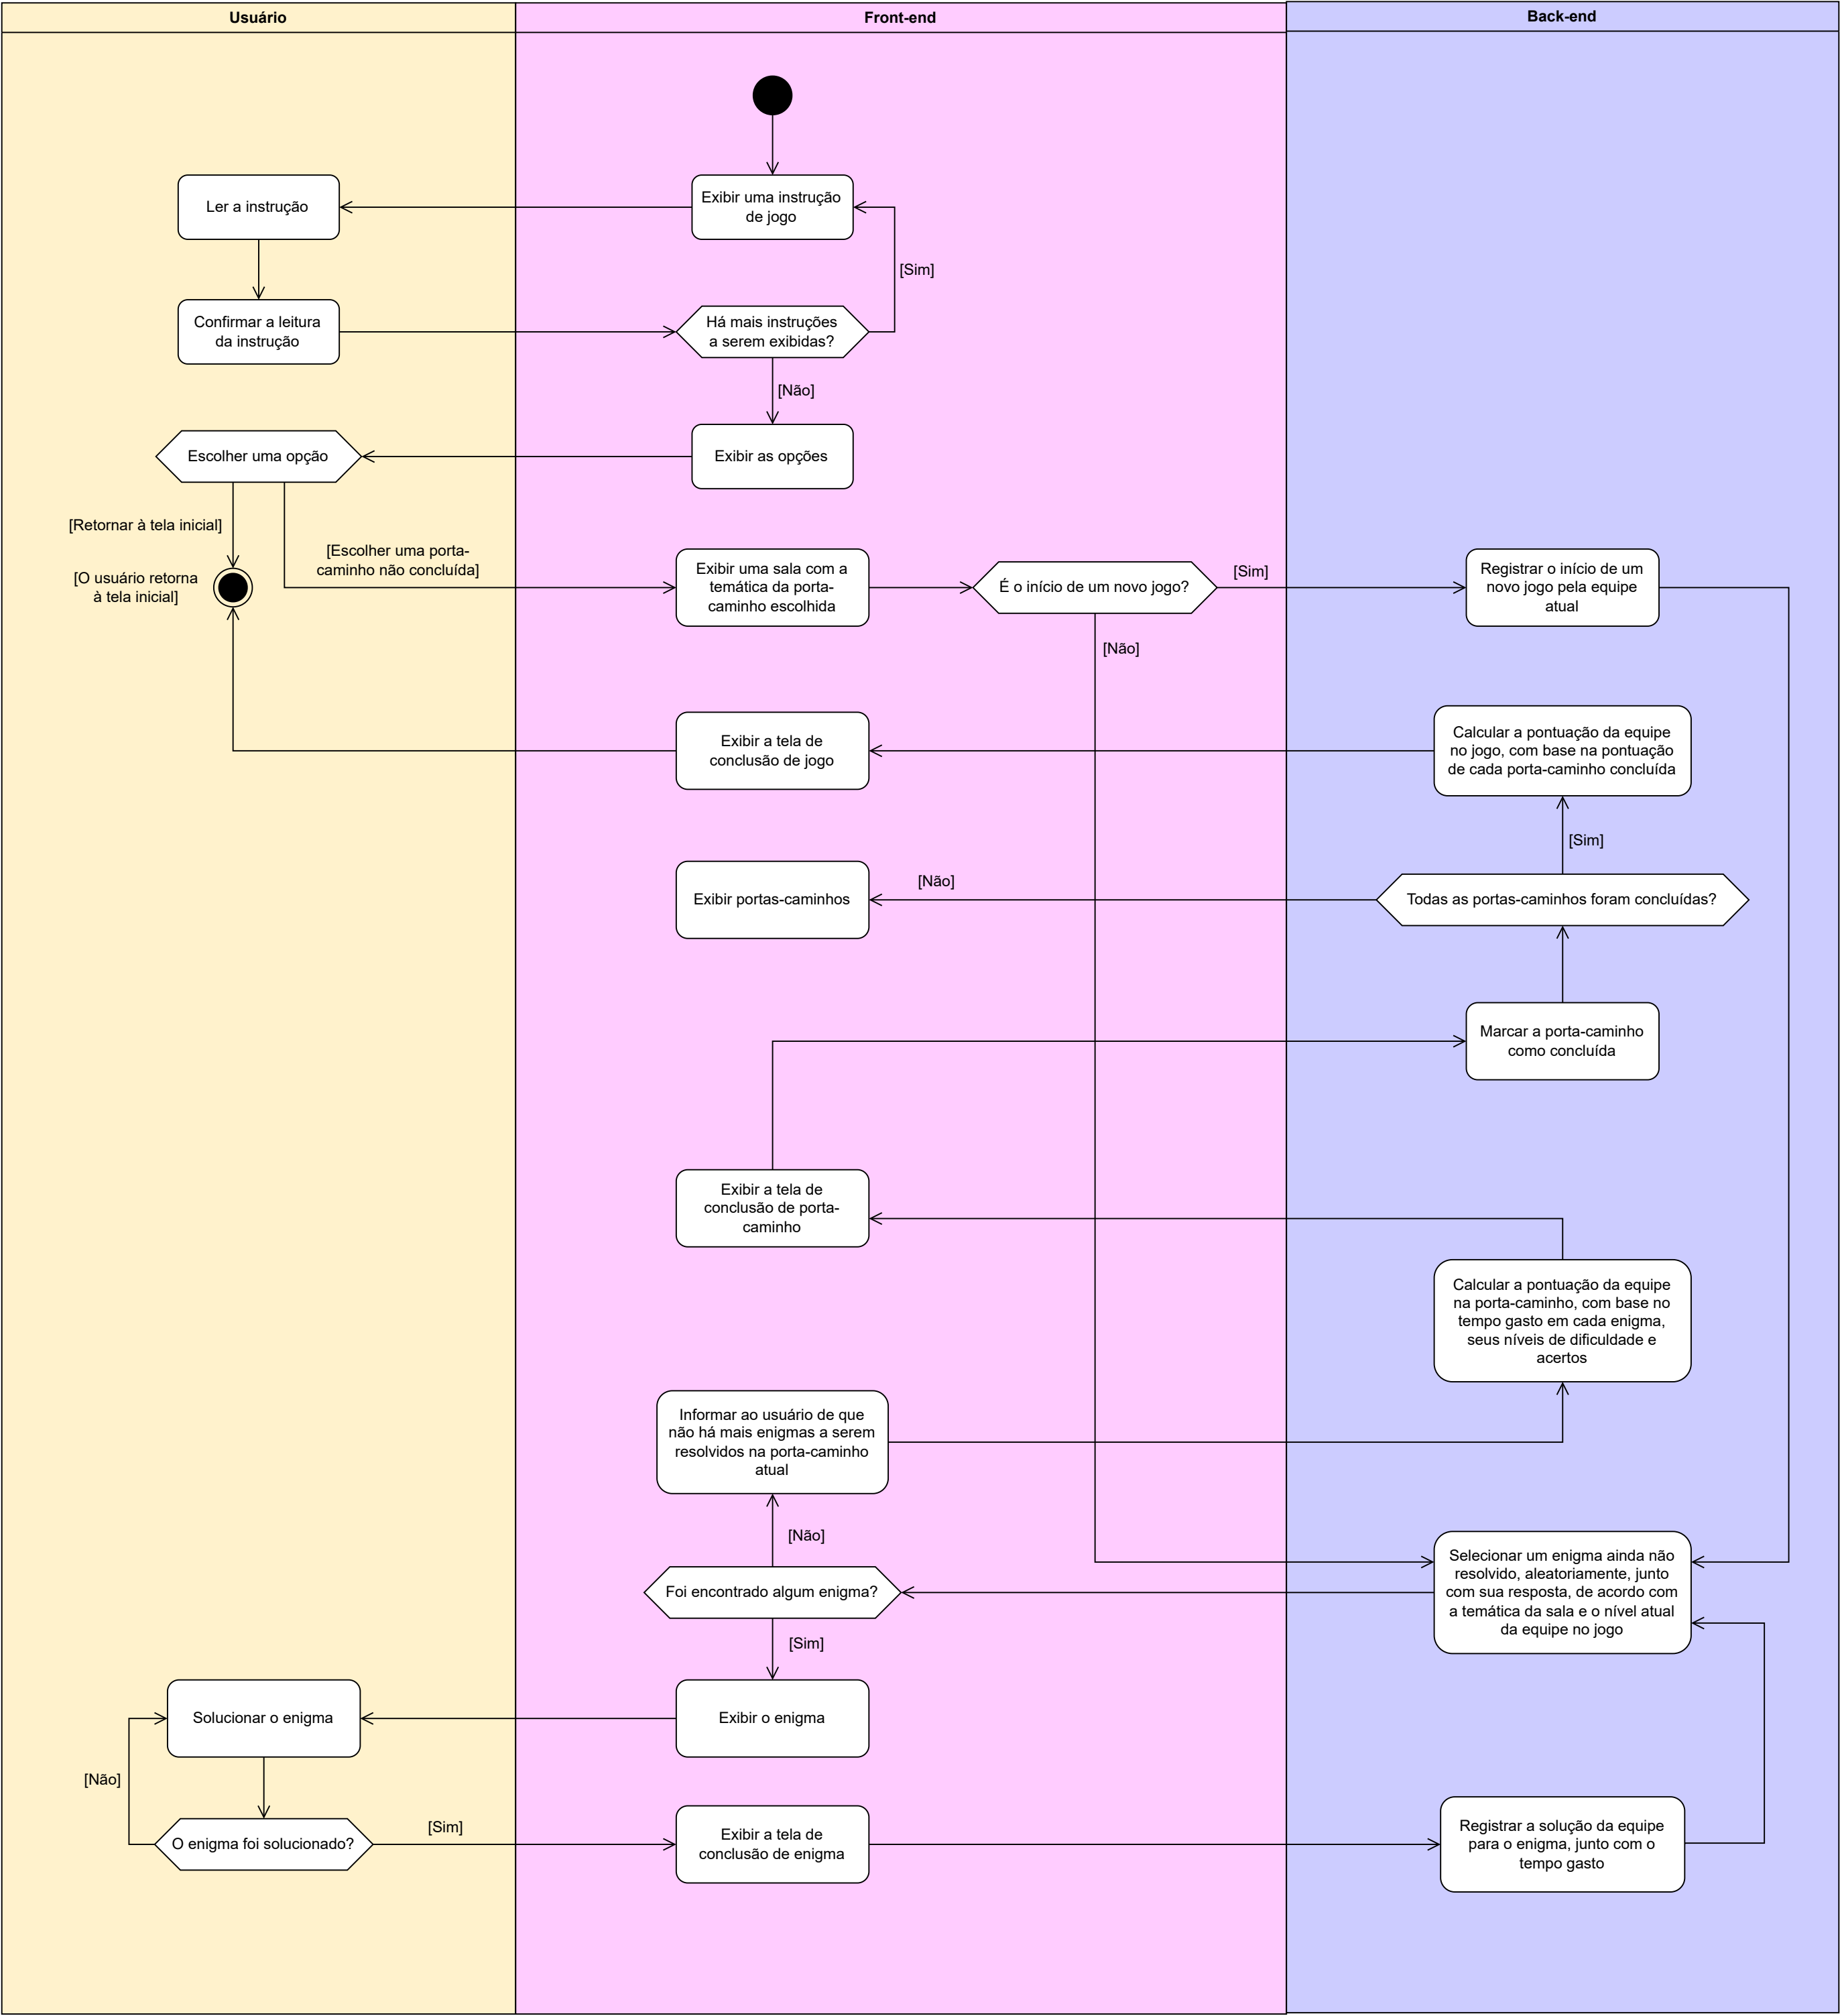 Usuário
Front-end
Back-end
Ler a instrução
Exibir uma instrução
de jogo
[Sim]
Confirmar a leitura
da instrução
Há mais instruções
a serem exibidas?
[Não]
Escolher uma opção
Exibir as opções
[Retornar à tela inicial]
[Escolher uma porta-
caminho não concluída]
[O usuário retorna
à tela inicial]
Exibir uma sala com a
temática da porta-
caminho escolhida
É o início de um novo jogo?
[Sim]
Registrar o início de um
novo jogo pela equipe
atual
[Não]
Exibir a tela de
conclusão de jogo
Calcular a pontuação da equipe
no jogo, com base na pontuação
de cada porta-caminho concluída
[Sim]
Exibir portas-caminhos
[Não]
Todas as portas-caminhos foram concluídas?
Marcar a porta-caminho
como concluída
Exibir a tela de
conclusão de porta-
caminho
Calcular a pontuação da equipe
na porta-caminho, com base no
tempo gasto em cada enigma,
seus níveis de dificuldade e
acertos
Informar ao usuário de que
não há mais enigmas a serem
resolvidos na porta-caminho
atual
[Não]
Foi encontrado algum enigma?
Selecionar um enigma ainda não
resolvido, aleatoriamente, junto
com sua resposta, de acordo com
a temática da sala e o nível atual
da equipe no jogo
[Sim]
Solucionar o enigma
Exibir o enigma
[Não]
O enigma foi solucionado?
[Sim]
Exibir a tela de
conclusão de enigma
Registrar a solução da equipe
para o enigma, junto com o
tempo gasto